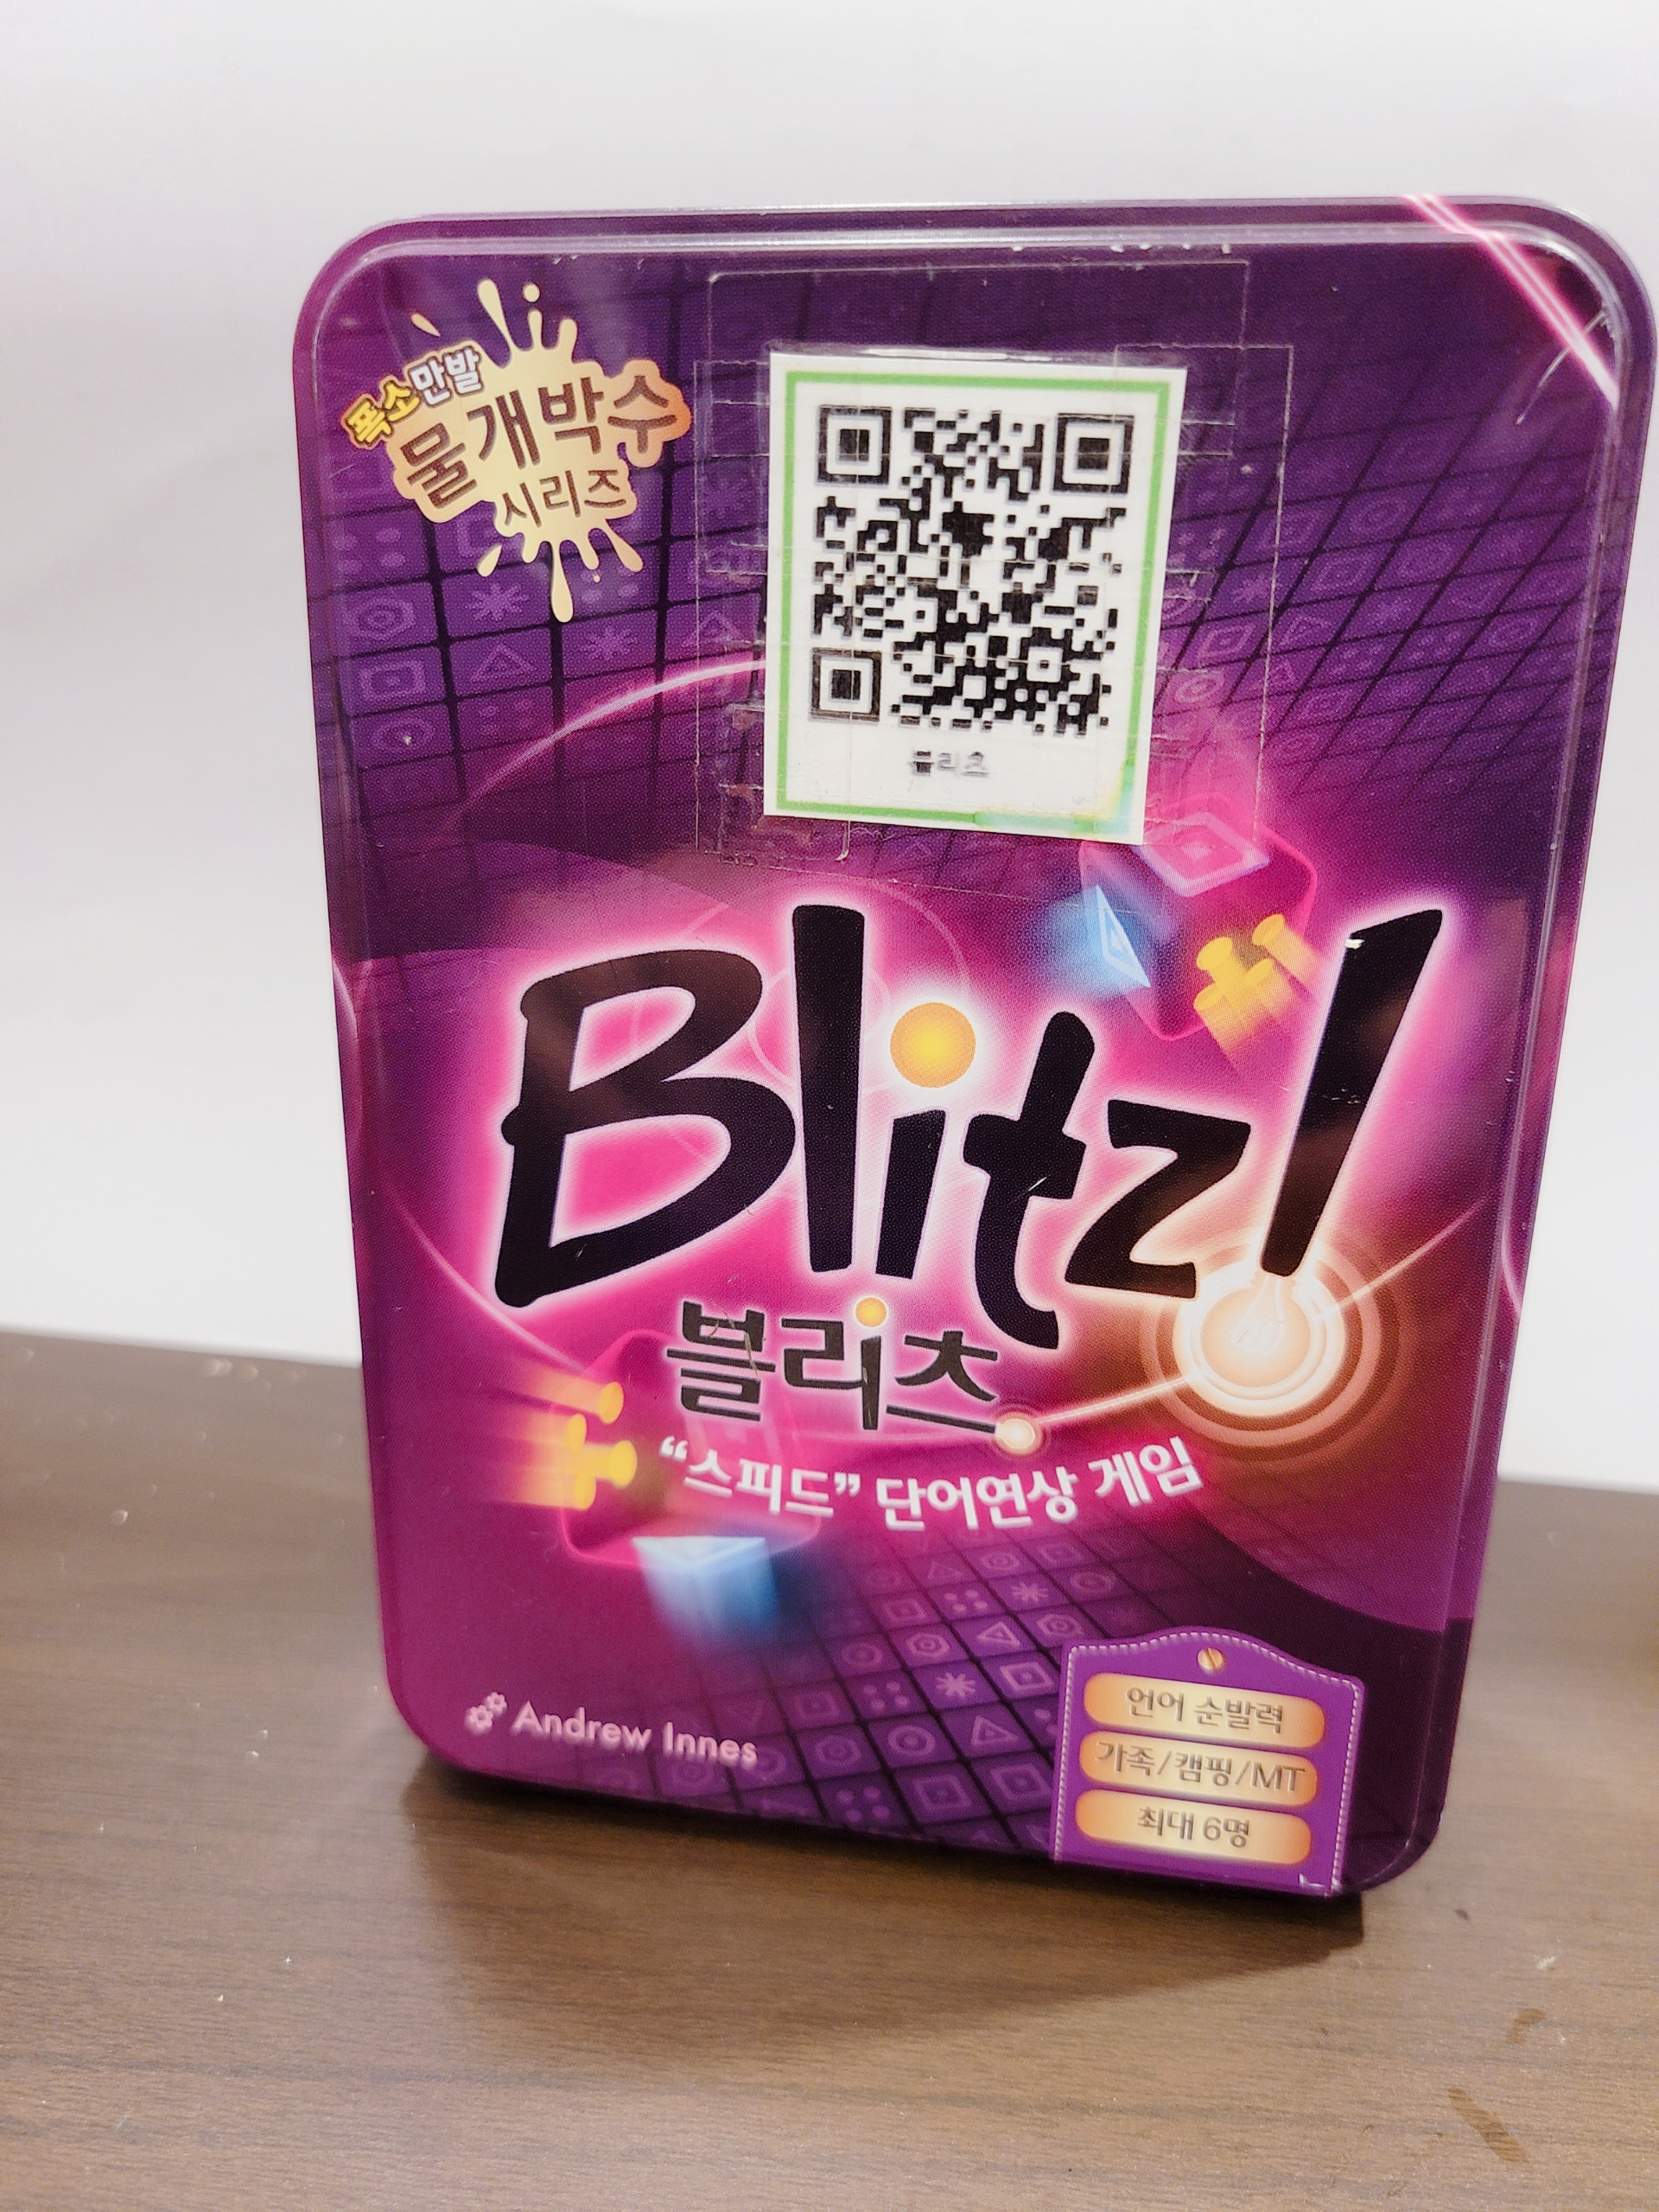 폭소만발
물개박수
시리즈
블리츠
Blitz!
블리츠
“스피드” 단어연상 게임
Andrew Innes
언어 순발력
가족/캠핑/MT
최대 6명